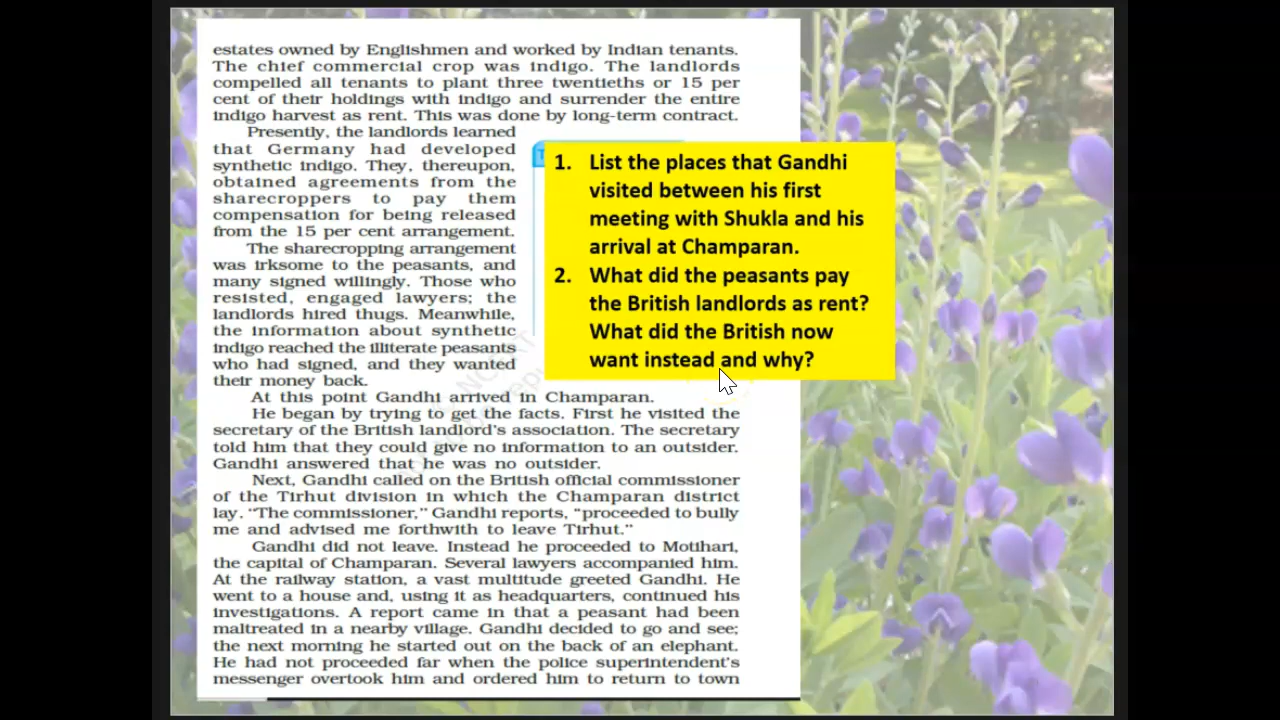 estates owned by Englishmen and worked by Indian tenants.
The chief commercial crop was indigo. The landlords
compelled all tenants to plant three twentieths or 15 per
cent of their holdings with indigo and surrender the entire
indigo harvest as rent. This was done by long-term contract.
Presently, the landlords learned
that Germany had developed
synthetic indigo. They, thereupon,
obtained agreements from the
sharecroppers to pay them
compensation for being released
from the 15 per cent arrangement.
The sharecropping arrangement
was irksome to the peasants, and
many signed willingly. Those who
resisted, engaged lawyers; the
landlords hired thugs. Meanwhile,
the information about synthetic
indigo reached the illiterate peasants
who had signed, and they wanted
their money back.
1. List the places that Gandhi
visited between his first
meeting with Shukla and his
arrival at Champaran.
2. What did the peasants pay
the British landlords as rent?
What did the British now
want instead and why?
At this point Gandhi arrived in Champaran.
He began by trying to get the facts. First he visited the
secretary of the British landlord's association. The secretary
told him that they could give no information to an outsider.
Gandhi answered that he was no outsider.
Next, Gandhi called on the British official commissioner
of the Tirhut division in which the Champaran district
lay. "The commissioner," Gandhi reports, "proceeded to bully
me and advised me forthwith to leave Tirhut."
Gandhi did not leave. Instead he proceeded to Motihari,
the capital of Champaran. Several lawyers accompanied him.
At the railway station, a vast multitude greeted Gandhi. He
went to a house and, using it as headquarters, continued his
investigations. A report came in that a peasant had been
maltreated in a nearby village. Gandhi decided to go and see;
the next morning he started out on the back of an elephant.
He had not proceeded far when the police superintendent's
messenger overtook him and ordered him to return to town